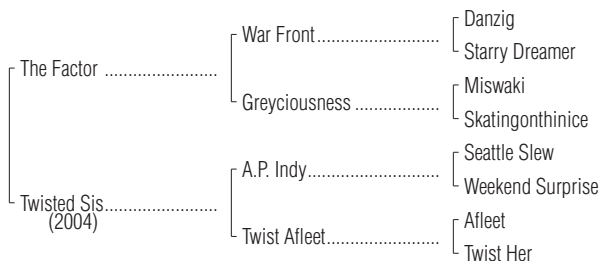 Danzig
War Front
Starry Dreamer
The Factor
Miswaki
Greyciousness
Skatingonthinice
Seattle Slew
A.P. Indy
Weekend Surprise
Twisted Sis
(2004)
Afleet
Twist Afleet
Twist Her